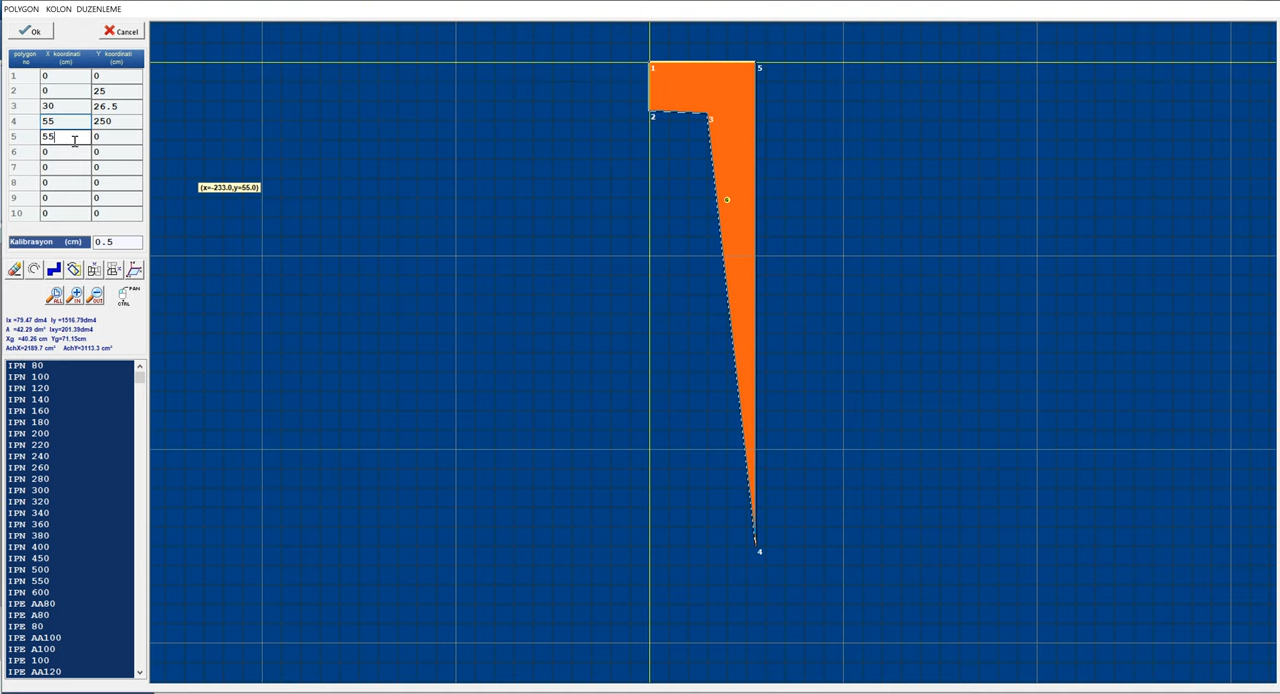 POLYGON KOLON DUZENLEME
Ok Cancel
polygon no X koordinati (cm) Y koordinati (cm)
1 0 0
2 0 25
3 30 26.5
4 55 250
5 55 0
6 0 0
7 0 0
8 0 0
9 0 0
10 0 0
Kalibrasyon (cm) 0.5
PAN
ALL IN OUT CTRL
Ix =79.47 dm4 Iy =1516.79dm4
A =42.29 dm² Ixy=201.39dm4
Xg =40.26 cm Yg=71.15cm
AchX=2189.7 cm² AchY=3113.3 cm²
IPN 80
IPN 100
IPN 120
IPN 140
IPN 160
IPN 180
IPN 200
IPN 220
IPN 240
IPN 260
IPN 280
IPN 300
IPN 320
IPN 340
IPN 360
IPN 380
IPN 400
IPN 450
IPN 500
IPN 550
IPN 600
IPE AA80
IPE A80
IPE 80
IPE AA100
IPE A100
IPE 100
IPE AA120
(x=-233.0,y=55.0)
1 5
2 3
4